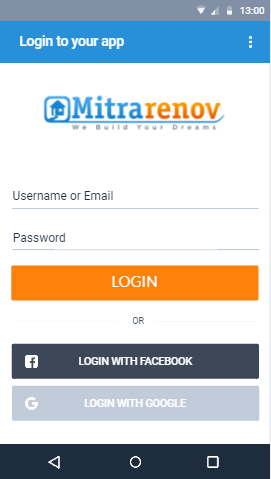 13:00
Login to your app
Mitrarenov
We Build Your Dreams
Username or Email
Password
LOGIN
OR
LOGIN WITH FACEBOOK
LOGIN WITH GOOGLE